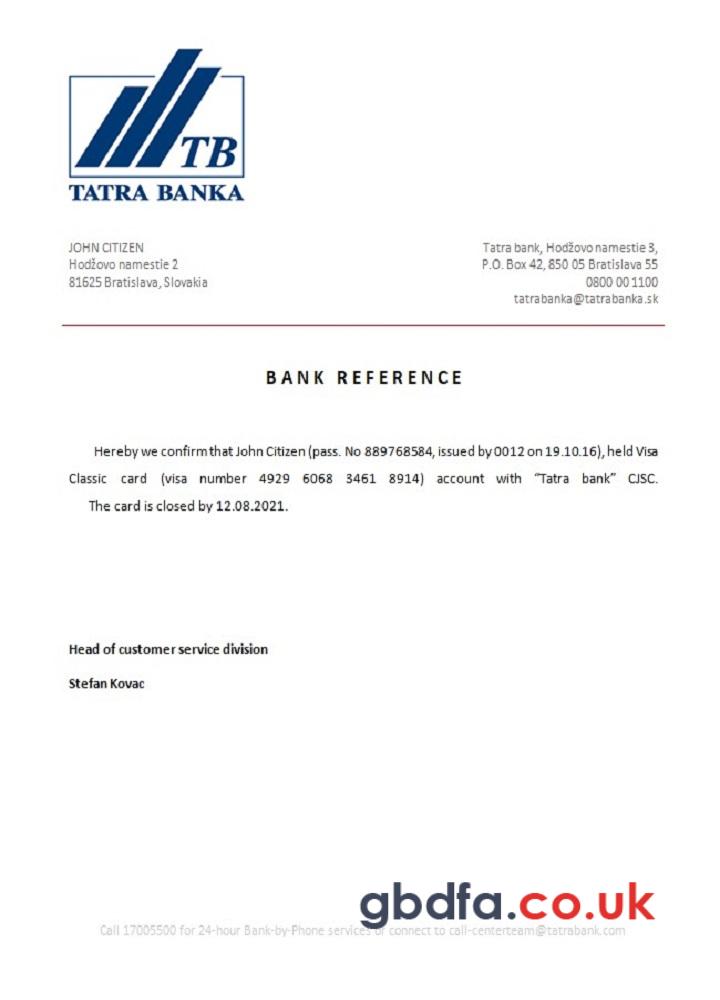 TB
TATRA BANKA
JOHN CITIZEN
Hodžovo namestie 2
81625 Bratislava, Slovakia
Tatra bank, Hodžovo namestie 3,
P.O. Box 42, 850 05 Bratislava 55
0800 00 1100
tatrabanka@tatrabanka.sk
BANK REFERENCE
Hereby we confirm that John Citizen (pass. No 889768584, issued by 0012 on 19.10.16), held Visa
Classic card (visa number 4929 6068 3461 8914) account with “Tatra bank” CJSC.
The card is closed by 12.08.2021.
Head of customer service division
Stefan Kovac
gbdfa.co.uk
Call 17005500 for 24-hour Bank-by-Phone services or connect to call-centerteam@tatrabank.com